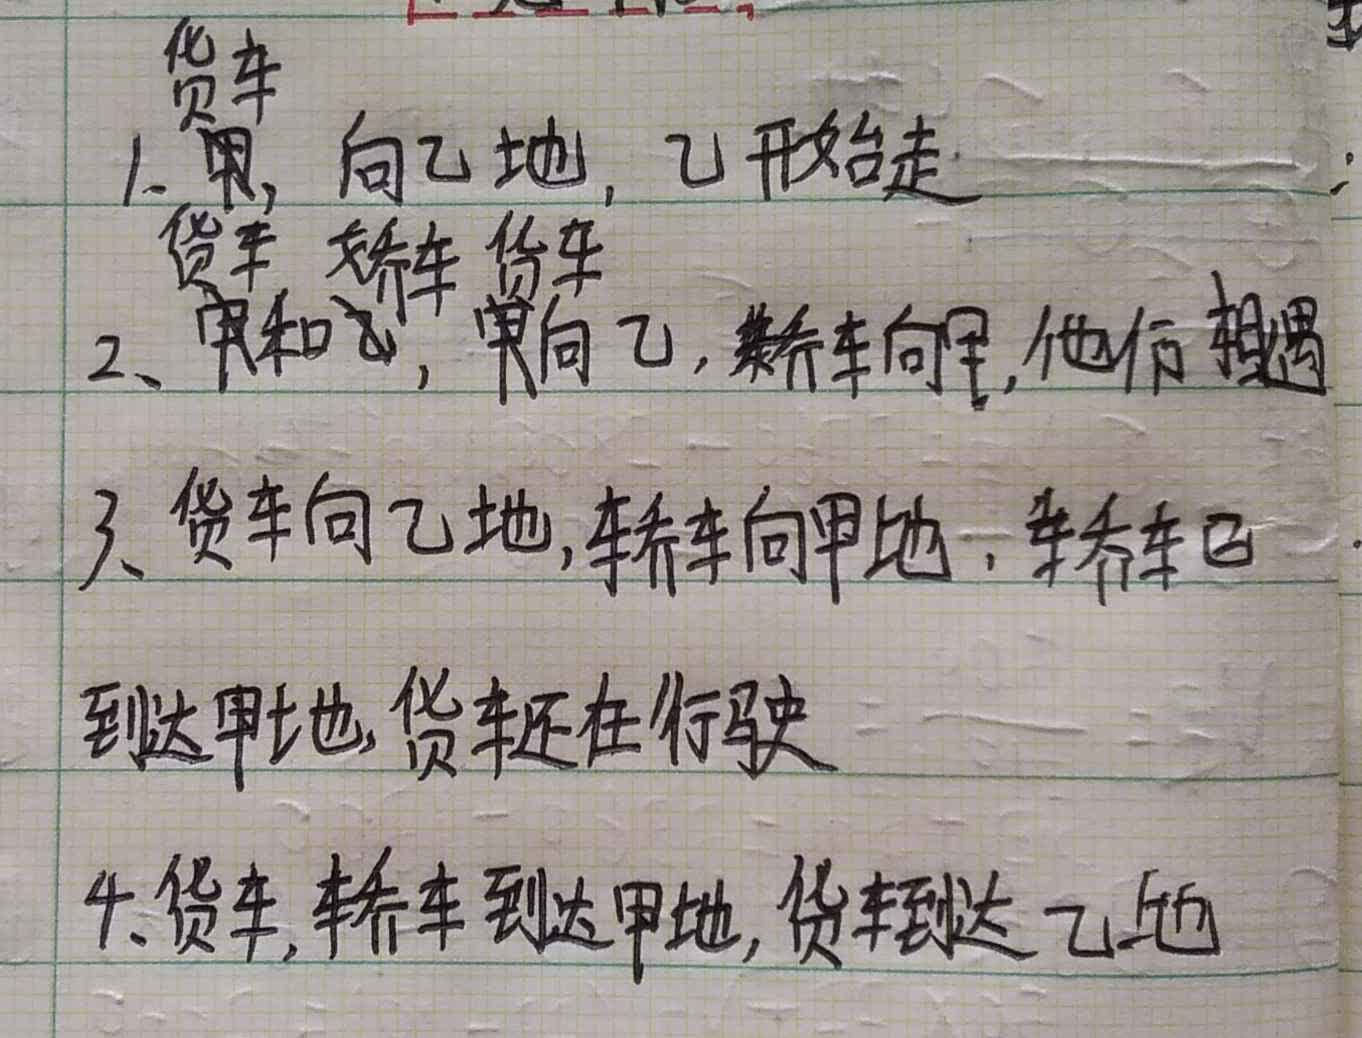 货车
1、甲,向乙地,乙开始走
货车 轿车 货车
2、甲和乙,甲向乙,轿车向甲,他们相遇
3、货车向乙地,轿车向甲地,轿车已
到达甲地,货车还在行驶
4、货车,轿车到达甲地,货车到达乙地